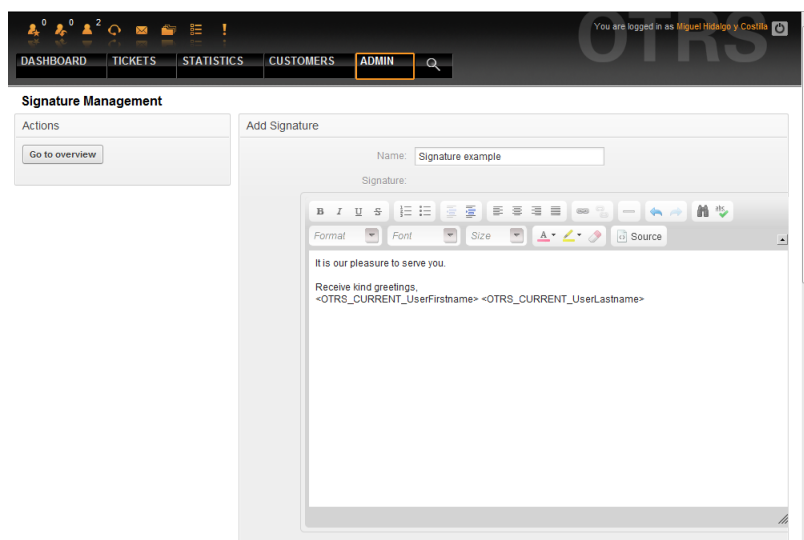 0 0 2
OTRS
You are logged in as Miguel Hidalgo y Costilla
DASHBOARD TICKETS STATISTICS CUSTOMERS ADMIN
Signature Management
Actions
Go to overview
Add Signature
Name: Signature example
Signature:
B I U S
Format Font Size A Source
It is our pleasure to serve you.
Receive kind greetings,
<OTRS_CURRENT_UserFirstname> <OTRS_CURRENT_UserLastname>